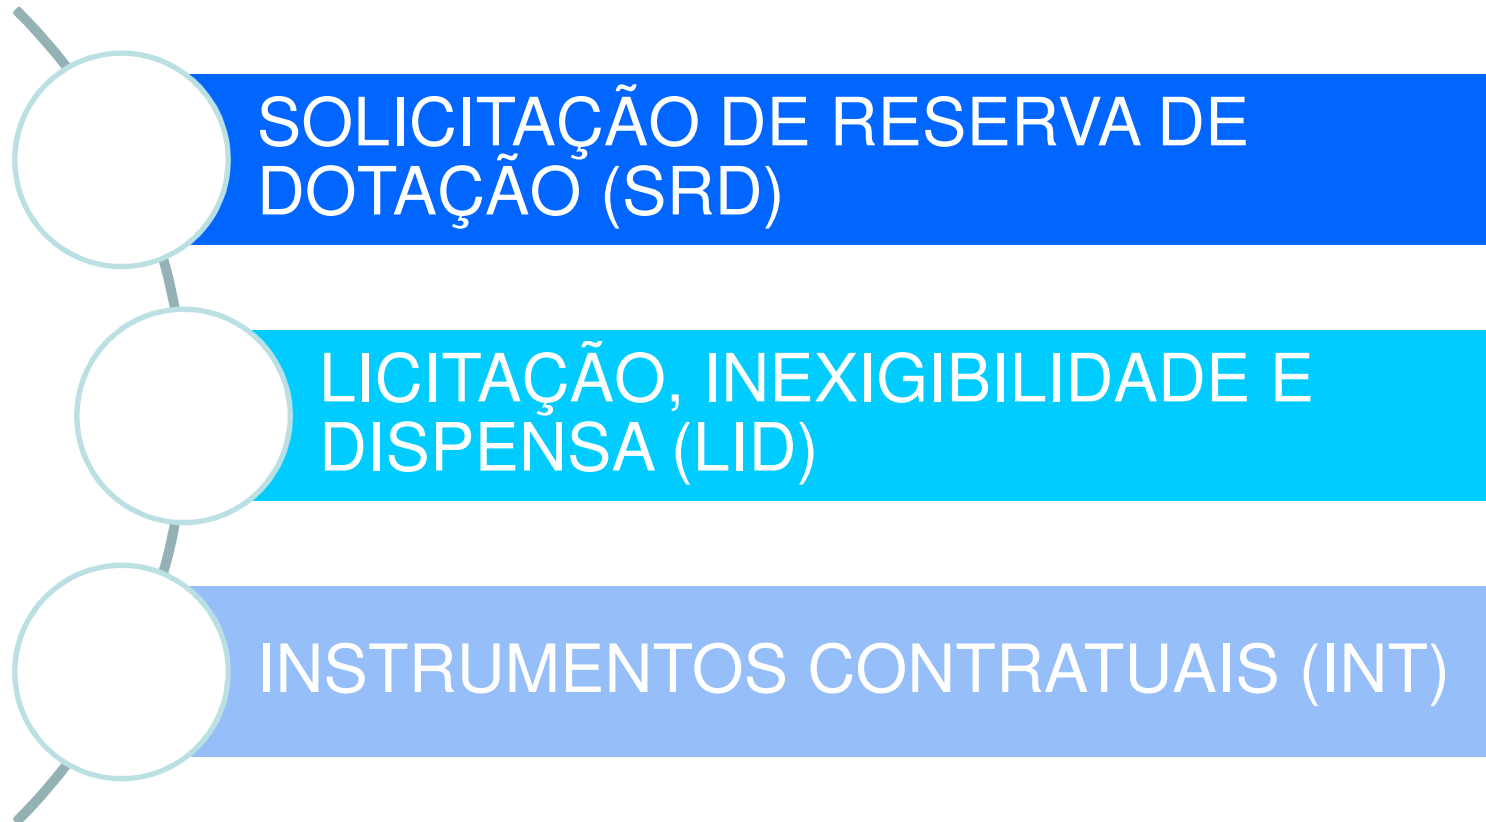 SOLICITAÇÃO DE RESERVA DE
DOTAÇÃO (SRD)
LICITAÇÃO, INEXIGIBILIDADE E
DISPENSA (LID)
INSTRUMENTOS CONTRATUAIS (INT)